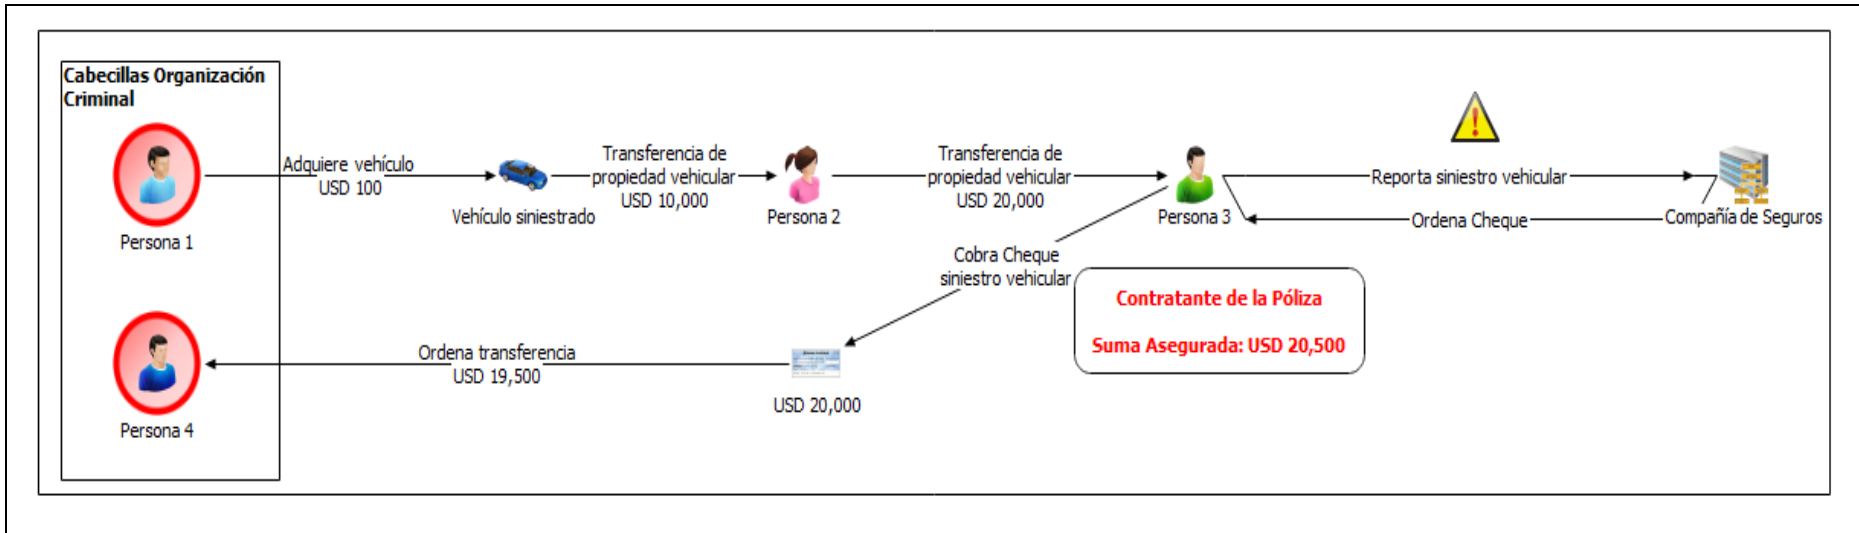 Cabecillas Organización
Criminal
Persona 1
Adquiere vehículo
USD 100
Vehículo siniestrado
Transferencia de
propiedad vehicular
USD 10,000
Persona 2
Transferencia de
propiedad vehicular
USD 20,000
Persona 3
Reporta siniestro vehicular
Ordena Cheque
Compañía de Seguros
Cobra Cheque
siniestro vehicular
Contratante de la Póliza
Suma Asegurada: USD 20,500
USD 20,000
Ordena transferencia
USD 19,500
Persona 4